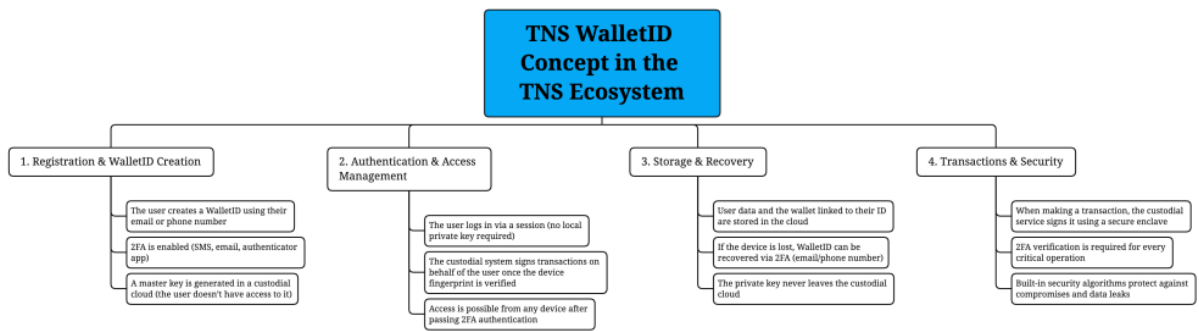 TNS WalletID
Concept in the
TNS Ecosystem
1. Registration & WalletID Creation
The user creates a WalletID using their
email or phone number
2FA is enabled (SMS, email, authenticator
app)
A master key is generated in a custodial
cloud (the user doesn't have access to it)
2. Authentication & Access
Management
The user logs in via a session (no local
private key required)
The custodial system signs transactions on
behalf of the user once the device
fingerprint is verified
Access is possible from any device after
passing 2FA authentication
3. Storage & Recovery
User data and the wallet linked to their ID
are stored in the cloud
If the device is lost, WalletID can be
recovered via 2FA (email/phone number)
The private key never leaves the custodial
cloud
4. Transactions & Security
When making a transaction, the custodial
service signs it using a secure enclave
2FA verification is required for every
critical operation
Built-in security algorithms protect against
compromises and data leaks